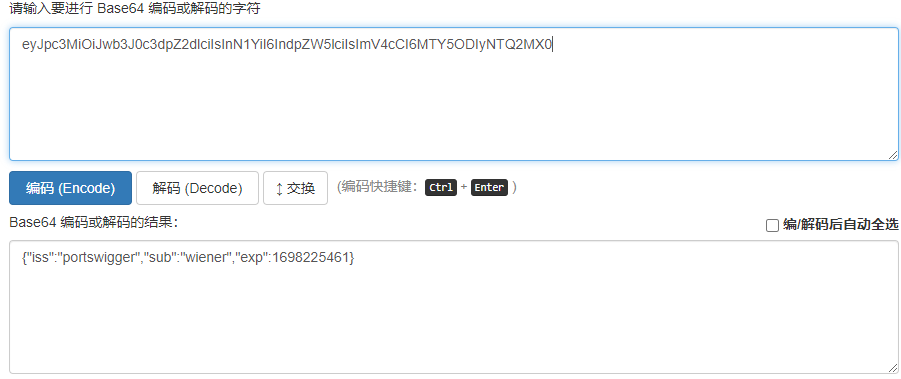 请输入要进行 Base64 编码或解码的字符
eyJpc3MiOiJwb3J0c3dpZ2dlciIsInN1YiI6IndpZW5lciIsImV4cCI6MTY5ODIyNTQ2MX0
编码 (Encode) 解码 (Decode) ↕ 交换 (编码快捷键: Ctrl + Enter )
Base64 编码或解码的结果: 编/解码后自动全选
{"iss":"portswigger","sub":"wiener","exp":1698225461}